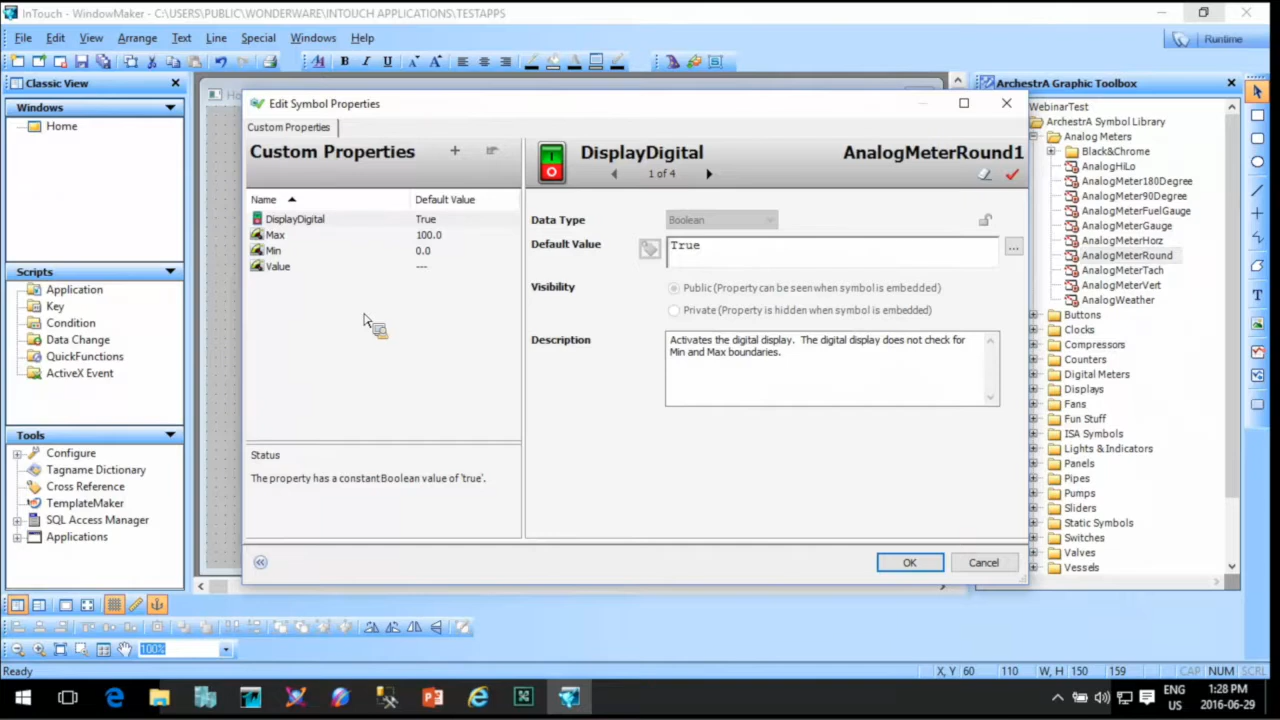 InTouch - WindowMaker - C:\USERS\PUBLIC\WONDERWARE\INTOUCH APPLICATIONS\TESTAPPS
File Edit View Arrange Text Line Special Windows Help
Runtime
Classic View
Windows
Home
Scripts
Application
Key
Condition
Data Change
QuickFunctions
ActiveX Event
Tools
Configure
Tagname Dictionary
Cross Reference
TemplateMaker
SQL Access Manager
Applications
Edit Symbol Properties
Custom Properties
Custom Properties
Name Default Value
DisplayDigital True
Max 100.0
Min 0.0
Value ---
Status
The property has a constant Boolean value of 'true'.
DisplayDigital AnalogMeterRound1
1 of 4
Data Type Boolean
Default Value True
...
Visibility Public (Property can be seen when symbol is embedded)
Private (Property is hidden when symbol is embedded)
Description Activates the digital display. The digital display does not check for
Min and Max boundaries.
OK Cancel
ArchestrA Graphic Toolbox
WebinarTest
ArchestrA Symbol Library
Analog Meters
Black&Chrome
AnalogHiLo
AnalogMeter180Degree
AnalogMeter90Degree
AnalogMeterFuelGauge
AnalogMeterGauge
AnalogMeterHorz
AnalogMeterRound
AnalogMeterTach
AnalogMeterVert
AnalogWeather
Buttons
Clocks
Compressors
Counters
Digital Meters
Displays
Fans
Fun Stuff
ISA Symbols
Lights & Indicators
Panels
Pipes
Pumps
Sliders
Static Symbols
Switches
Valves
Vessels
100%
Ready X, Y 60 110 W, H 150 159 CAP NUM SCRL
ENG 1:28 PM
US 2016-06-29